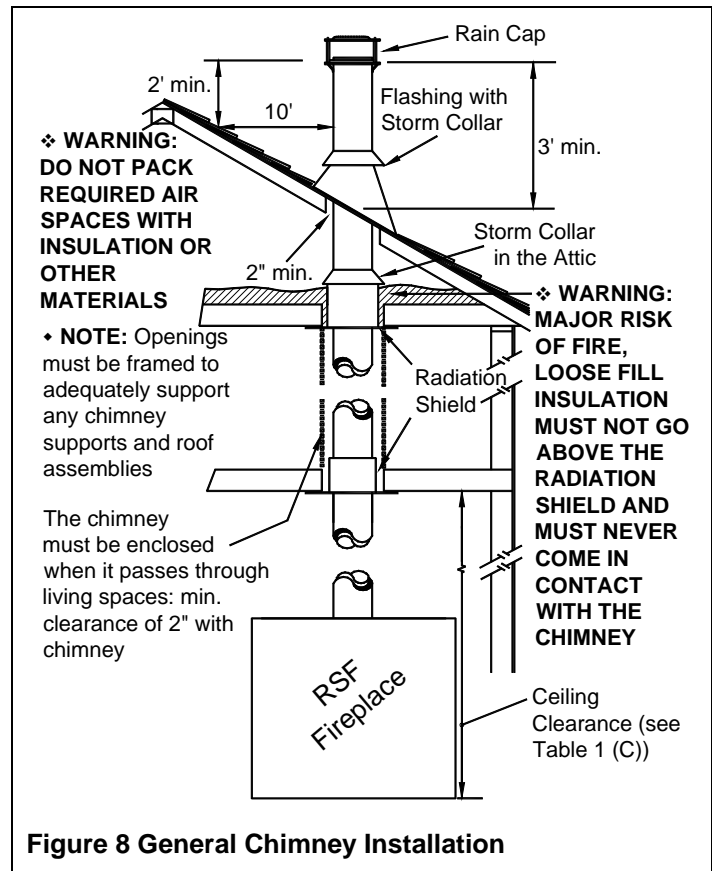 Rain Cap
2' min.
10'
Flashing with
Storm Collar
3' min.
❖ WARNING:
DO NOT PACK
REQUIRED AIR
SPACES WITH
INSULATION OR
OTHER
MATERIALS
2" min.
Storm Collar
in the Attic
❖ WARNING:
MAJOR RISK
OF FIRE,
LOOSE FILL
INSULATION
MUST NOT GO
ABOVE THE
RADIATION
SHIELD AND
MUST NEVER
COME IN
CONTACT
WITH THE
CHIMNEY
◆ NOTE: Openings
must be framed to
adequately support
any chimney
supports and roof
assemblies
Radiation
Shield
The chimney
must be enclosed
when it passes through
living spaces: min.
clearance of 2" with
chimney
RSF
Fireplace
Ceiling
Clearance (see
Table 1 (C))
Figure 8 General Chimney Installation